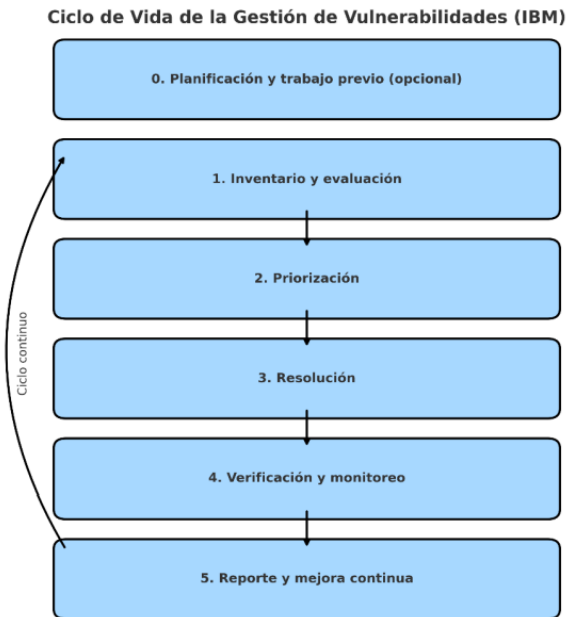 Ciclo de Vida de la Gestión de Vulnerabilidades (IBM)
0. Planificación y trabajo previo (opcional)
1. Inventario y evaluación
2. Priorización
3. Resolución
4. Verificación y monitoreo
5. Reporte y mejora continua
Ciclo continuo